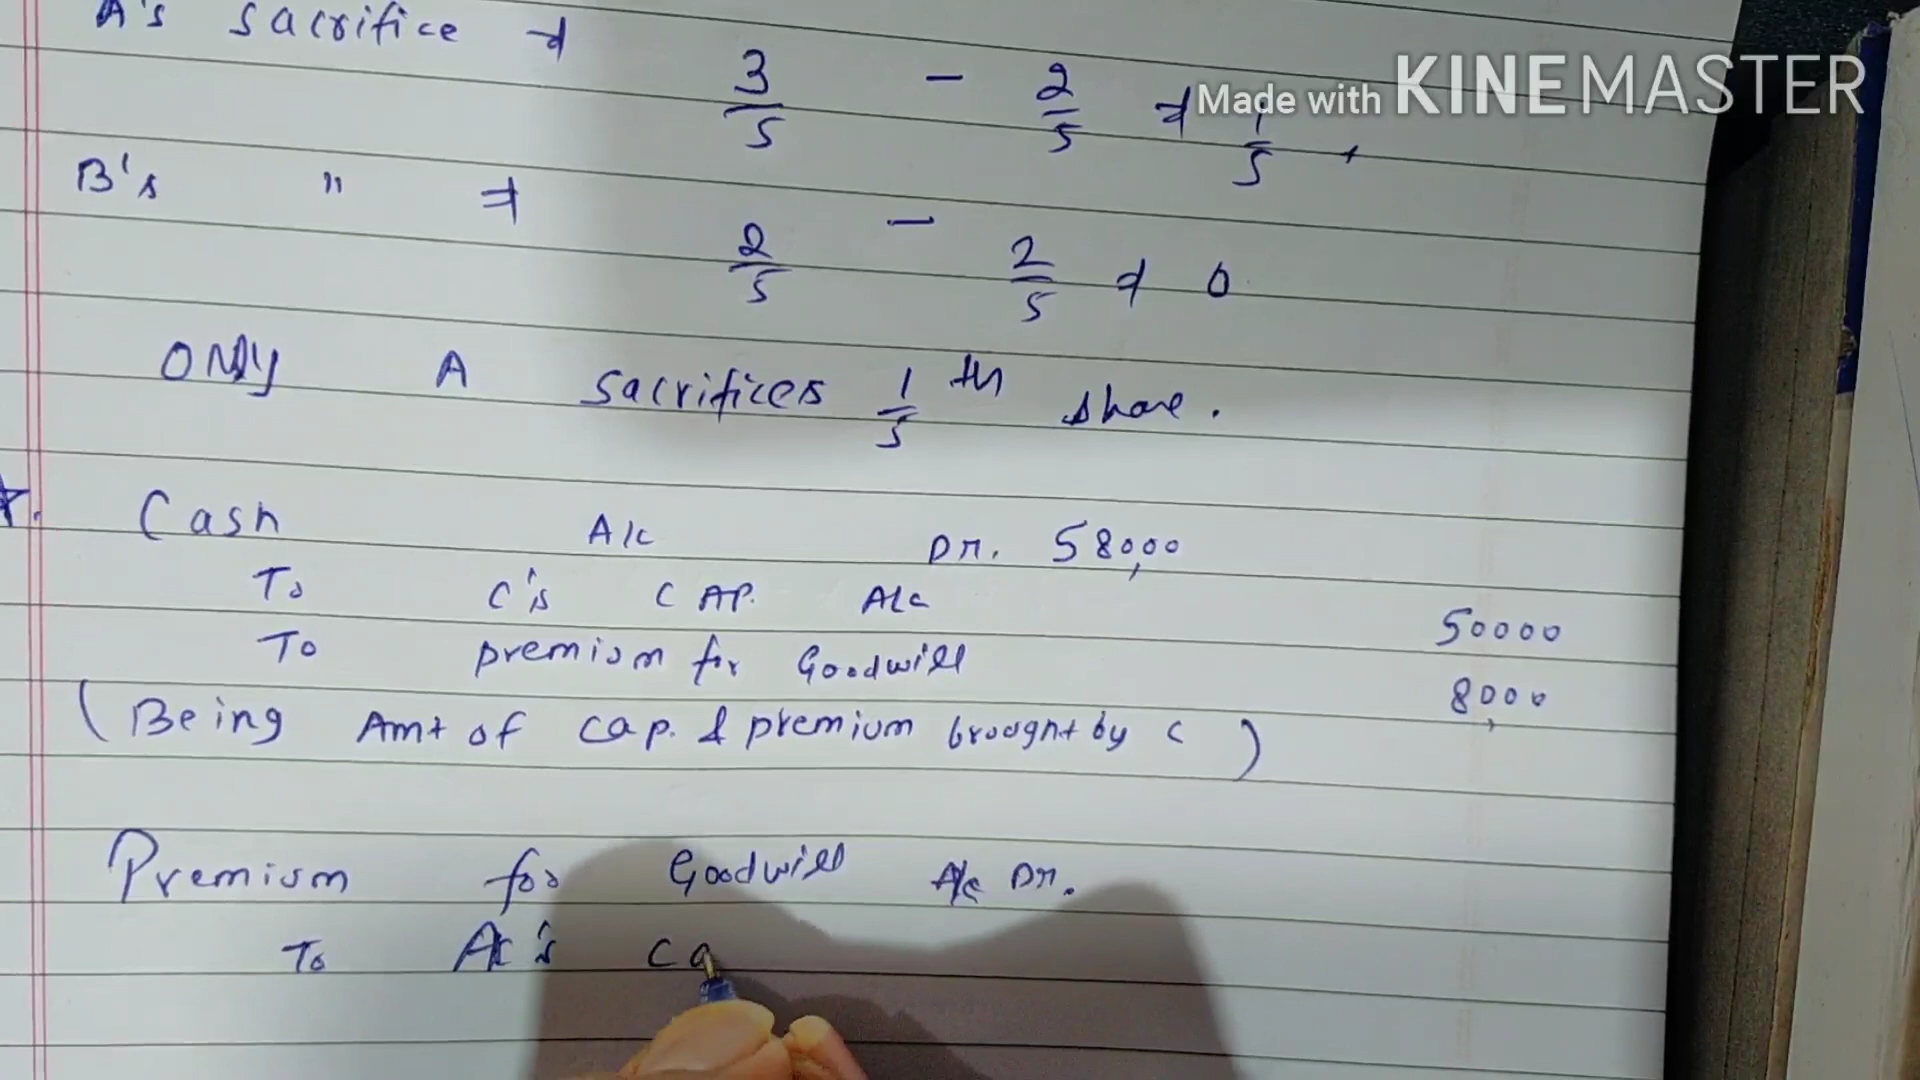 A's sacrifice ⇒ 3/5 - 2/5 ⇒ 1/5
Made with KINEMASTER
B's " ⇒ 2/5 - 2/5 ⇒ 0
ONLY A sacrifices 1/5 th share.
Cash A/c Dr. 58,000
To C's CAP. A/c 50000
To premium for Goodwill 8,000
(Being Amt of cap. & premium brought by C)
Premium for Goodwill A/c Dr.
To A's Ca